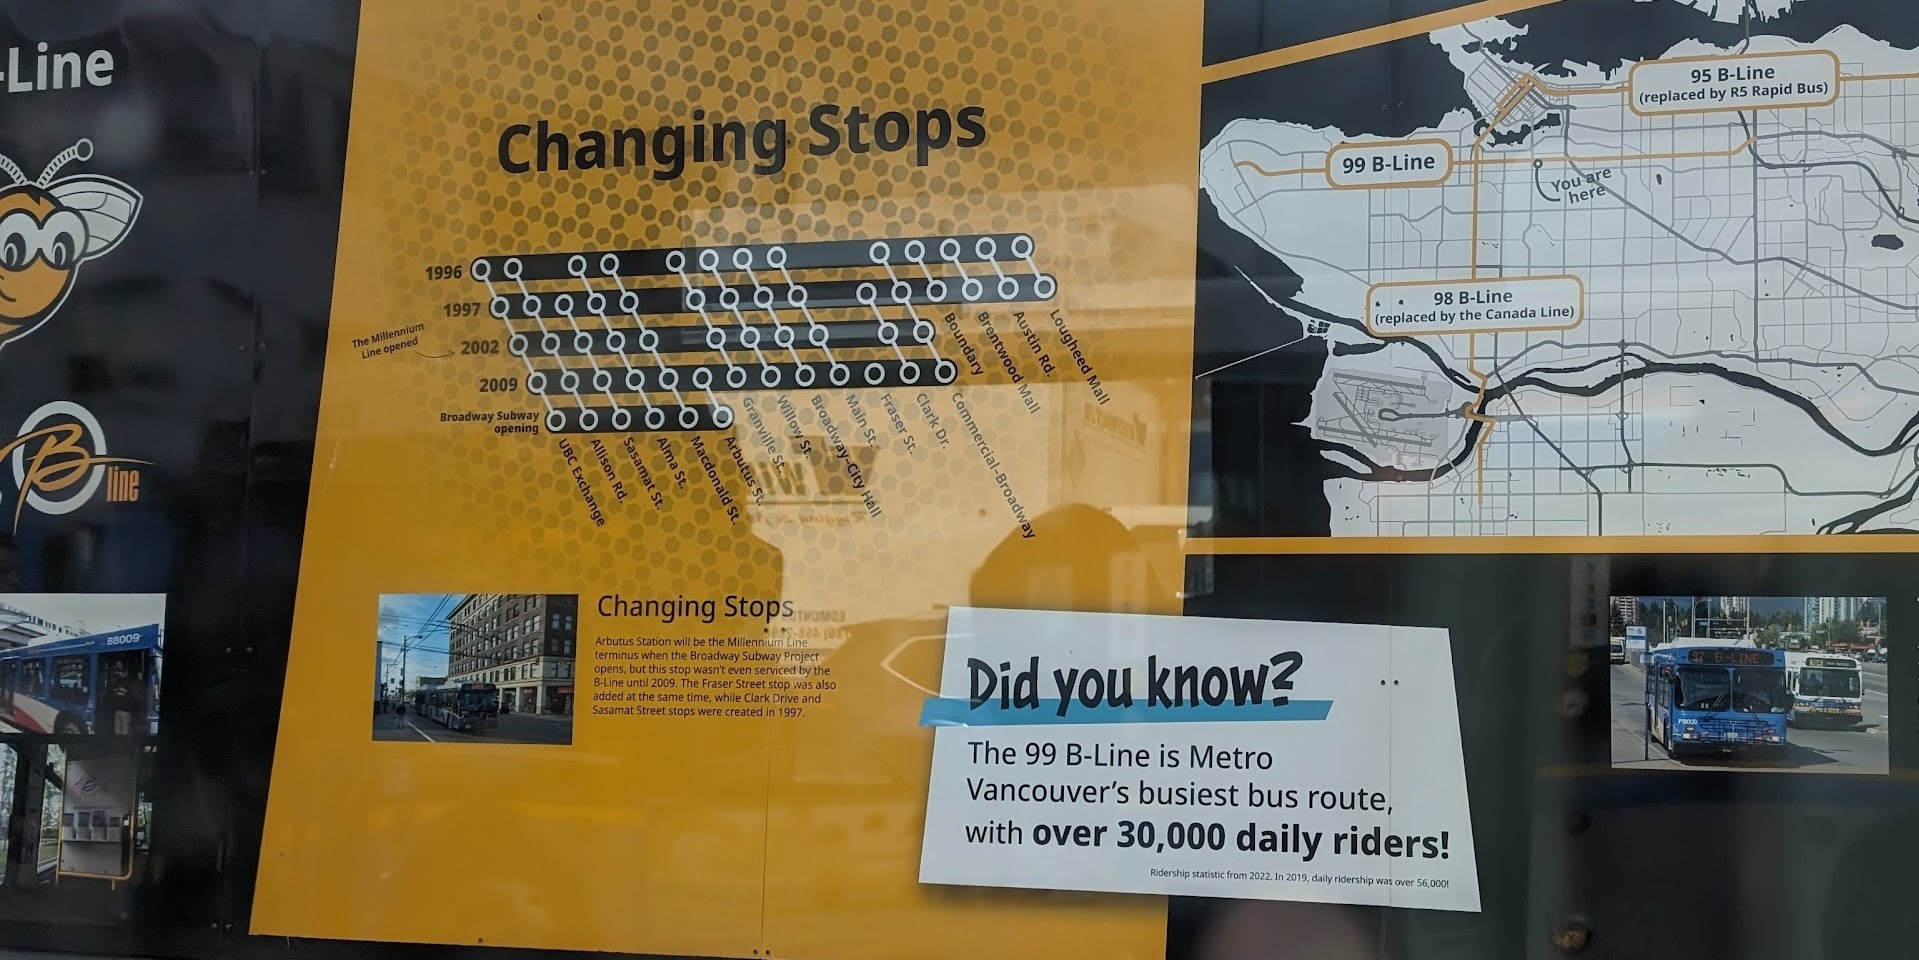 -Line
B
line
B8009
Changing Stops
1996
1997
The Millennium
Line opened
2002
2009
Broadway Subway
opening
UBC Exchange
Allison Rd.
Sasamat St.
Alma St.
Macdonald St.
Arbutus St.
Granville St.
Willow St.
Broadway-City Hall
Main St.
Fraser St.
Clark Dr.
Commercial-Broadway
Boundary
Brentwood Mall
Austin Rd.
Lougheed Mall
Changing Stops
Arbutus Station will be the Millennium Line
terminus when the Broadway Subway Project
opens, but this stop wasn't even serviced by the
B-Line until 2009. The Fraser Street stop was also
added at the same time, while Clark Drive and
Sasamat Street stops were created in 1997.
Did you know?
The 99 B-Line is Metro
Vancouver's busiest bus route,
with over 30,000 daily riders!
Ridership statistic from 2022. In 2019, daily ridership was over 56,000!
95 B-Line
(replaced by R5 Rapid Bus)
99 B-Line
You are
here
98 B-Line
(replaced by the Canada Line)
97 B-LINE